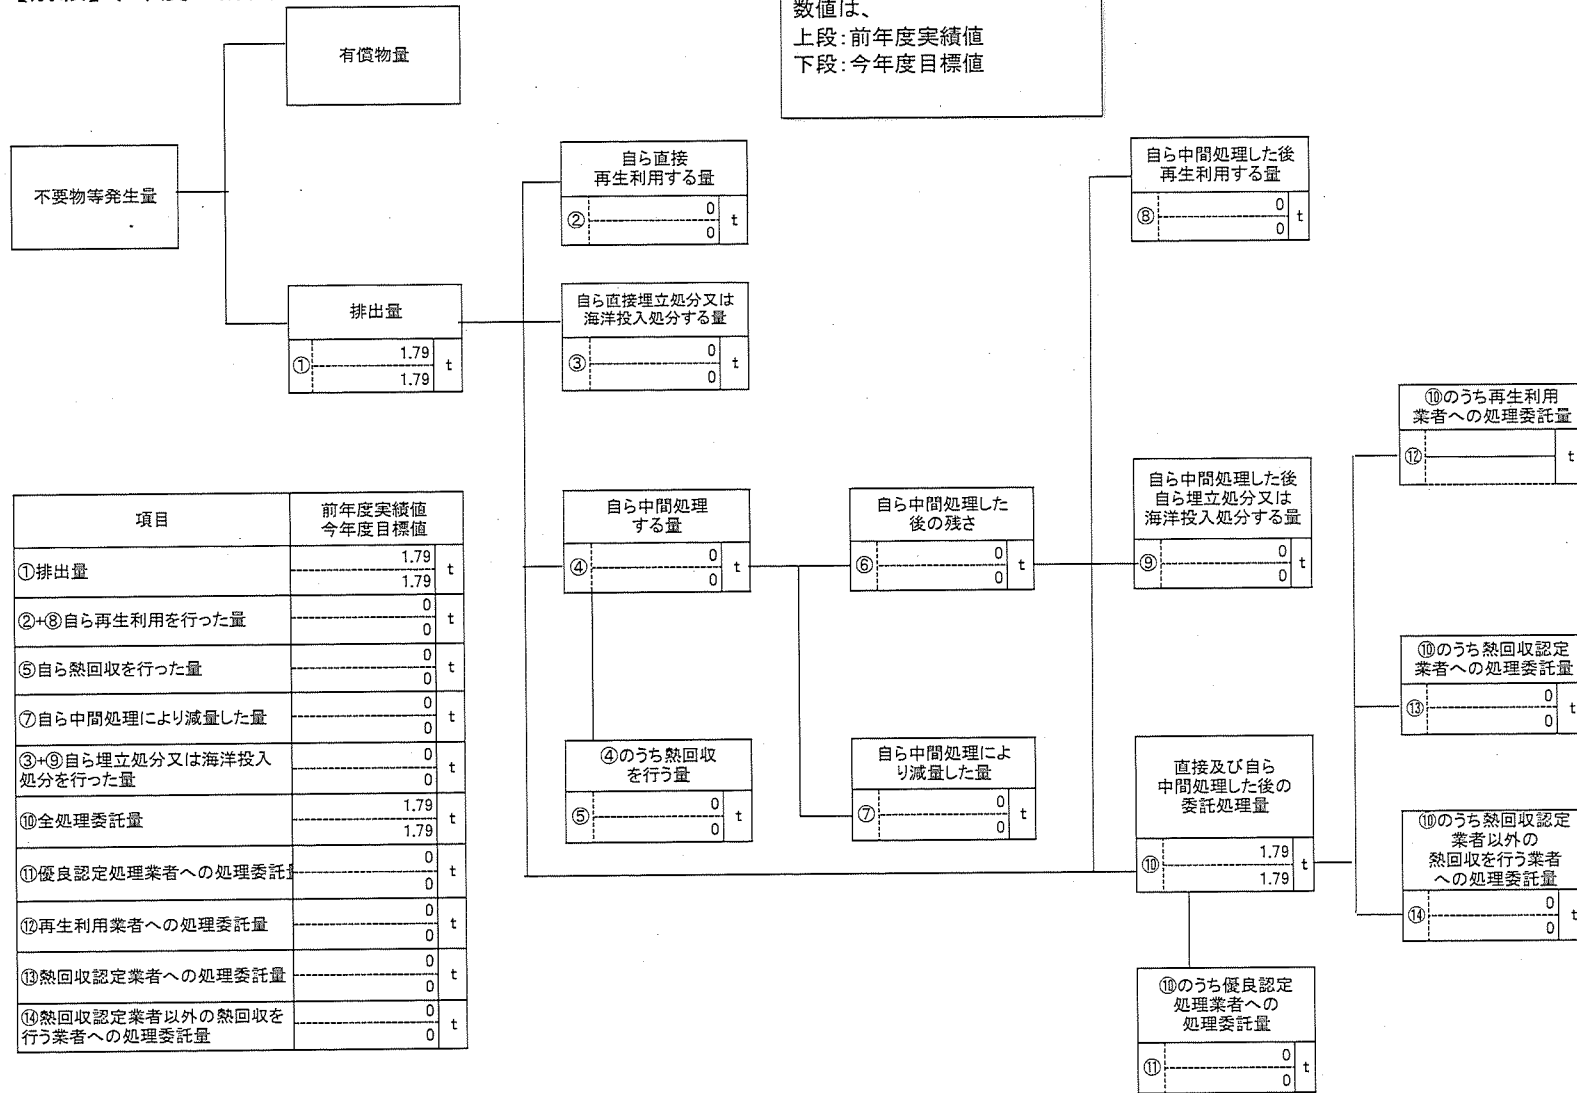 数値は、
上段:前年度実績値
下段:今年度目標値
有償物量
不要物等発生量
排出量
① 1.79 t
1.79
自ら直接
再生利用する量
② 0 t
0
自ら直接埋立処分又は
海洋投入処分する量
③ 0 t
0
自ら中間処理した後
再生利用する量
⑧ 0 t
0
自ら中間処理
する量
④ 0 t
0
自ら中間処理した
後の残さ
⑥ 0 t
0
自ら中間処理した後
自ら埋立処分又は
海洋投入処分する量
⑨ 0 t
0
④のうち熱回収
を行う量
⑤ 0 t
0
自ら中間処理によ
り減量した量
⑦ 0 t
0
直接及び自ら
中間処理した後の
委託処理量
⑩ 1.79 t
1.79
⑩のうち優良認定
処理業者への
処理委託量
⑪ 0 t
0
⑩のうち再生利用
業者への処理委託量
⑫ t
⑩のうち熱回収認定
業者への処理委託量
⑬ 0 t
0
⑩のうち熱回収認定
業者以外の
熱回収を行う業者
への処理委託量
⑭ 0 t
0
項目 前年度実績値
今年度目標値
①排出量 1.79 t
1.79
②+⑧自ら再生利用を行った量 0 t
0
⑤自ら熱回収を行った量 0 t
0
⑦自ら中間処理により減量した量 0 t
0
③+⑨自ら埋立処分又は海洋投入 0 t
処分を行った量 0
⑩全処理委託量 1.79 t
1.79
⑪優良認定処理業者への処理委託 0 t
0
⑫再生利用業者への処理委託量 0 t
0
⑬熱回収認定業者への処理委託量 0 t
0
⑭熱回収認定業者以外の熱回収を 0 t
行う業者への処理委託量 0